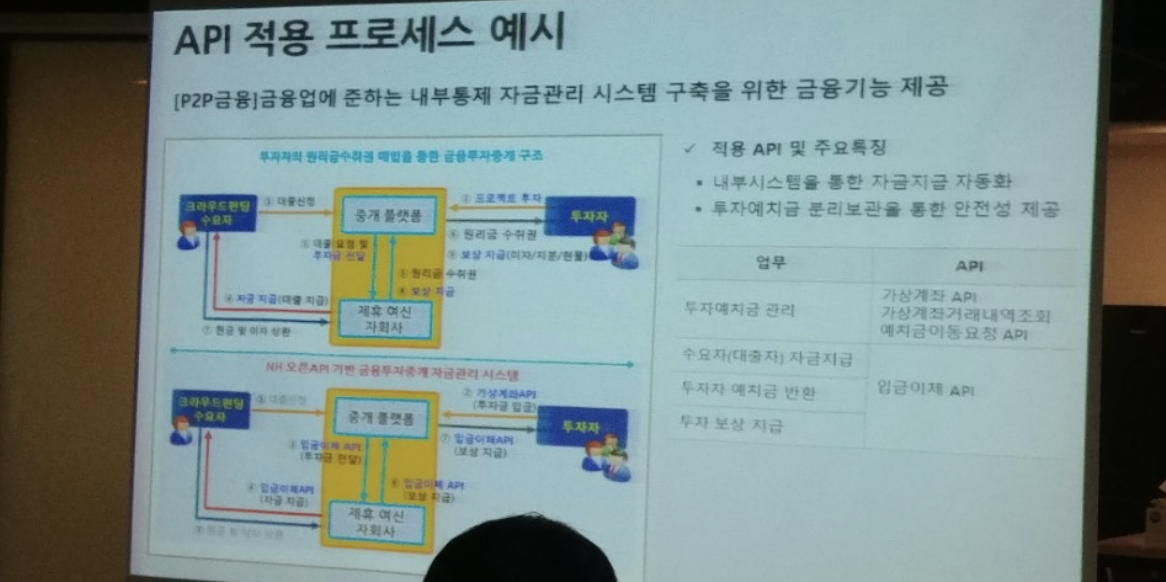 API 적용 프로세스 예시
[P2P금융]금융업에 준하는 내부통제 자금관리 시스템 구축을 위한 금융기능 제공
투자자의 원리금수취권 매입을 통한 금융투자중개 구조
크라우드펀딩
수요자
① 대출신청
중개 플랫폼
② 프로젝트 투자
투자자
⑥ 원리금 수취권
⑨ 보상 지급(이자/지분/현물)
③ 대출 요청 및
투자금 전달
⑤ 원리금 수취권
⑧ 보상 지급
④ 자금 지급(대출 지급)
제휴 여신
자회사
⑦ 원금 및 이자 상환
NH 오픈API 기반 금융투자중개 자금관리 시스템
크라우드펀딩
수요자
대출신청
중개 플랫폼
② 가상계좌API
(투자금 입금)
투자자
⑦ 입금이체API
(보상 지급)
③ 입금이체 API
(투자금 전달)
⑥ 입금이체 API
(보상 지급)
④ 입금이체API
(자금 지급)
제휴 여신
자회사
원금 및 이자 상환
✓ 적용 API 및 주요특징
• 내부시스템을 통한 자금지급 자동화
• 투자예치금 분리보관을 통한 안전성 제공
업무 API
투자예치금 관리
가상계좌 API
가상계좌거래내역조회
예치금이동요청 API
수요자(대출자) 자금지급
투자자 예치금 반환
입금이체 API
투자 보상 지급